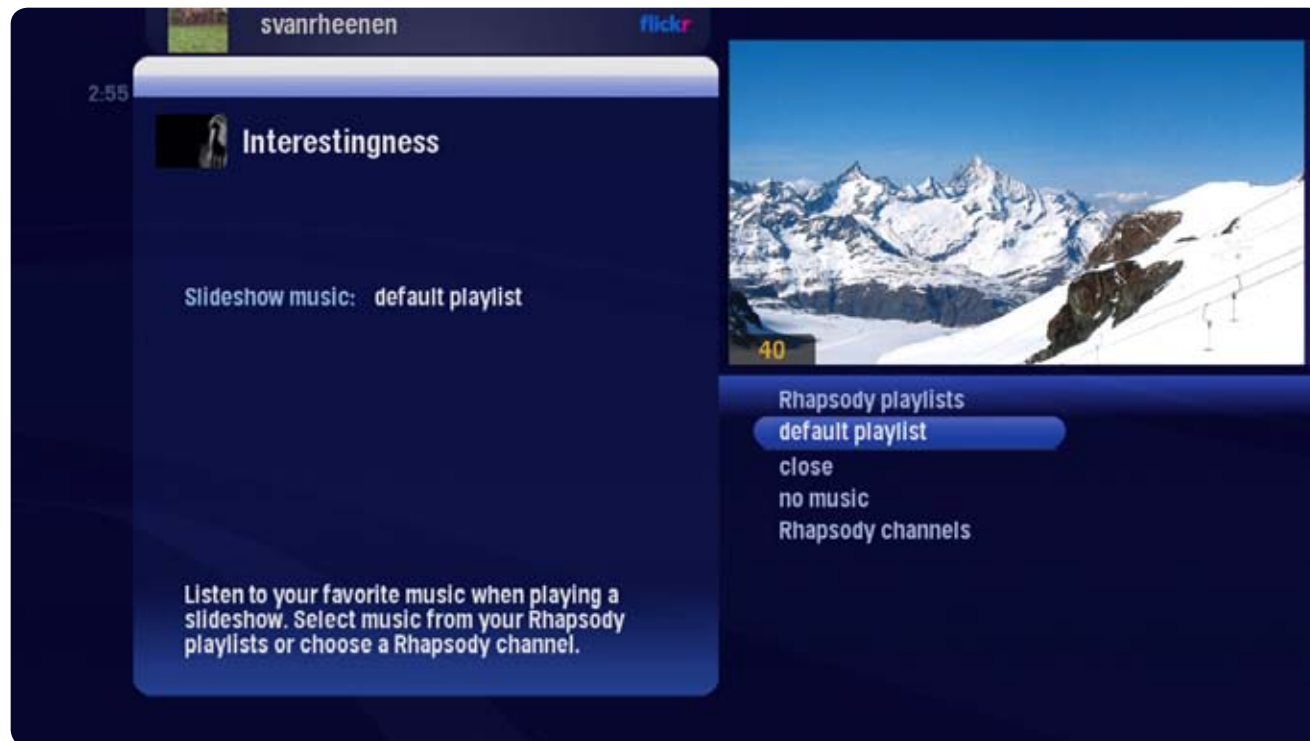 svanrheenen
flickr
2:55
Interestingness
Slideshow music: default playlist
Listen to your favorite music when playing a
slideshow. Select music from your Rhapsody
playlists or choose a Rhapsody channel.
40
Rhapsody playlists
default playlist
close
no music
Rhapsody channels